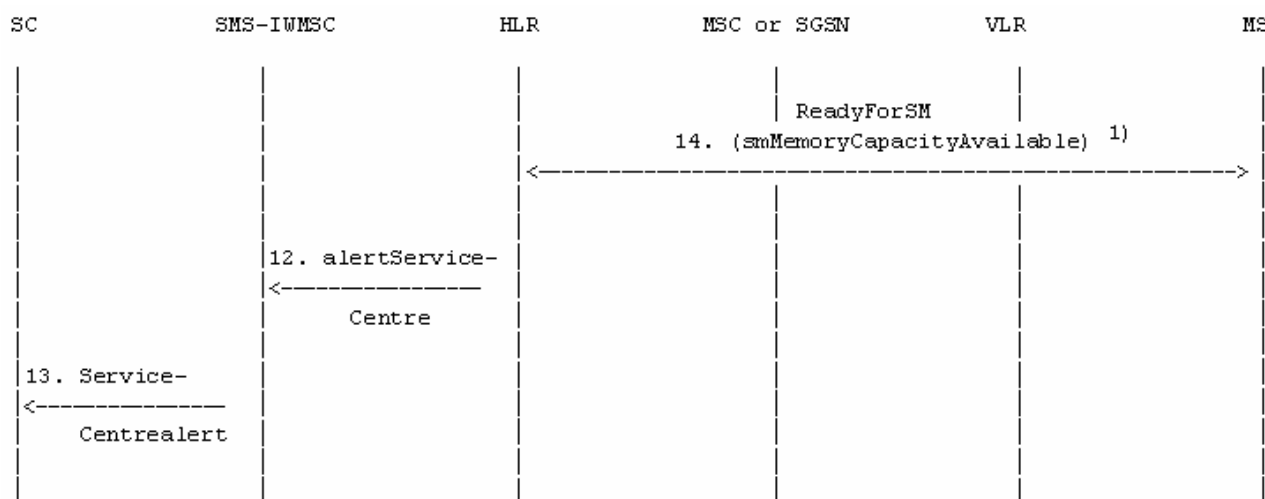 SC SMS-IWMSC HLR MSC or SGSN VLR MS
ReadyForSM
14. (smMemoryCapacityAvailable) 1)
12. alertService-
Centre
13. Service-
Centrealert